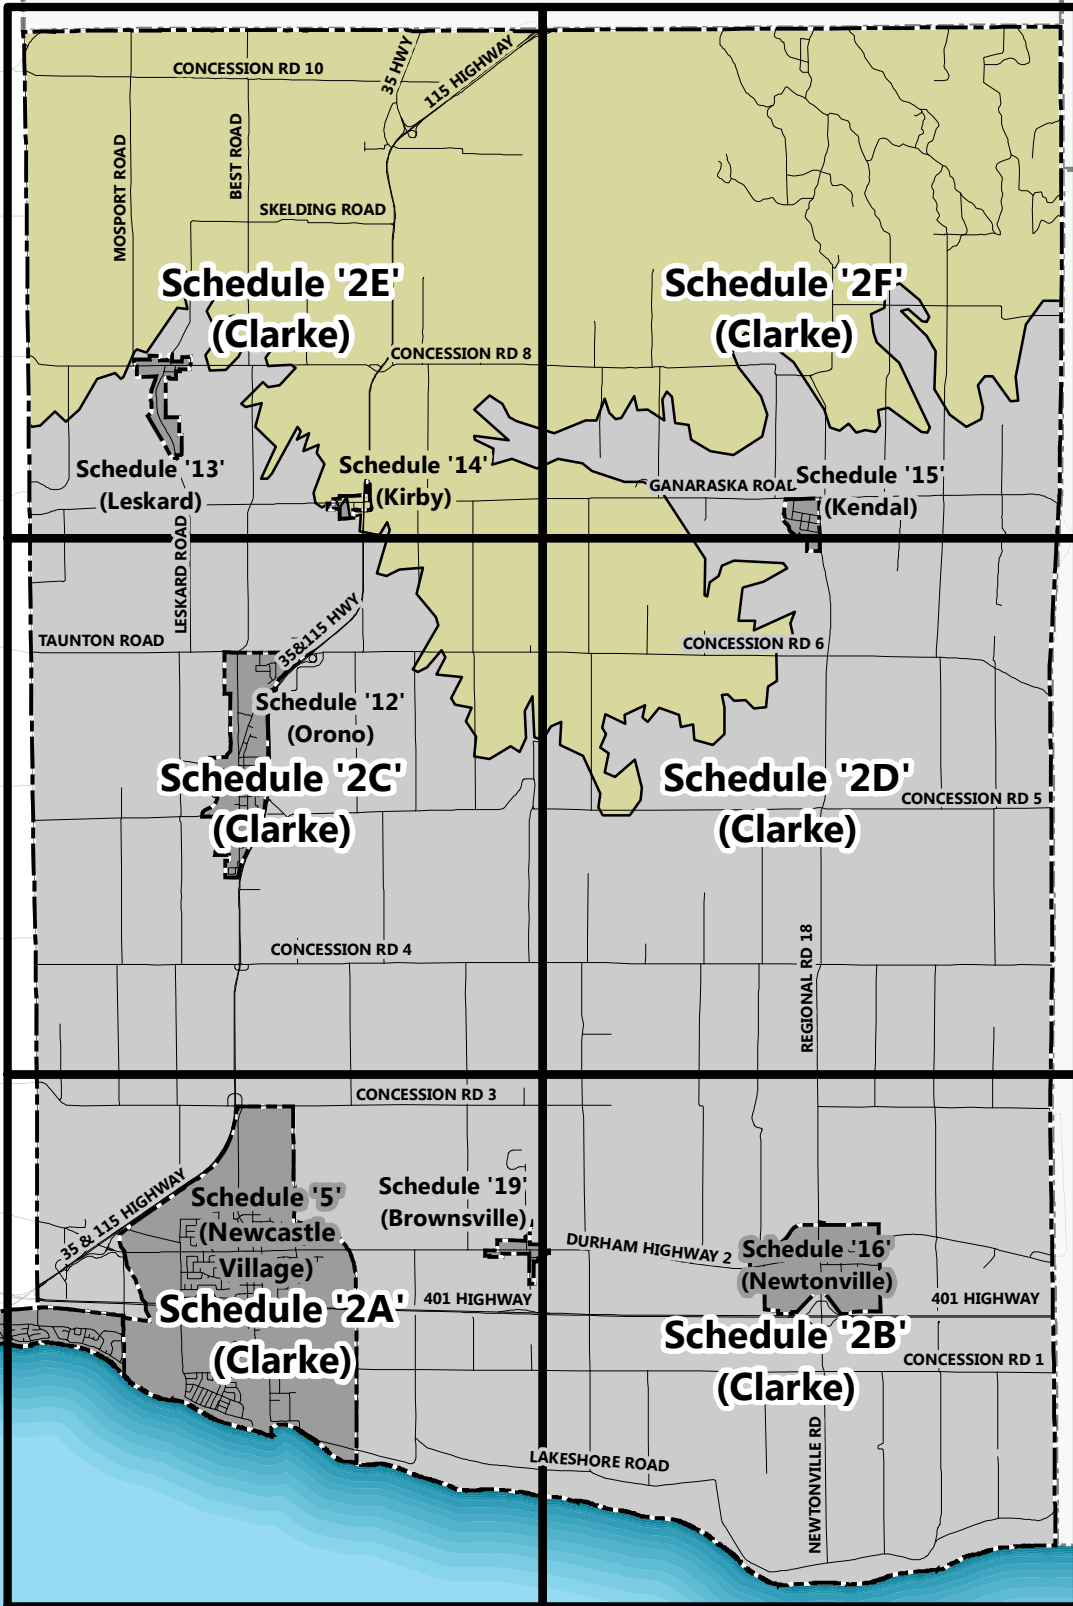 CONCESSION RD 10
35 HWY
115 HIGHWAY
MOSPORT ROAD
BEST ROAD
SKELDING ROAD
Schedule '2E'
(Clarke)
Schedule '2F'
(Clarke)
CONCESSION RD 8
Schedule '13'
(Leskard)
Schedule '14'
(Kirby)
GANARASKA ROAD
Schedule '15'
(Kendal)
LESKARD ROAD
TAUNTON ROAD
35&115 HWY
CONCESSION RD 6
Schedule '12'
(Orono)
Schedule '2C'
(Clarke)
Schedule '2D'
(Clarke)
CONCESSION RD 5
CONCESSION RD 4
REGIONAL RD 18
CONCESSION RD 3
35 & 115 HIGHWAY
Schedule '5'
(Newcastle
Village)
Schedule '19'
(Brownsville)
DURHAM HIGHWAY 2
Schedule '16'
(Newtonville)
Schedule '2A'
(Clarke)
401 HIGHWAY
401 HIGHWAY
Schedule '2B'
(Clarke)
CONCESSION RD 1
LAKESHORE ROAD
NEWTONVILLE RD